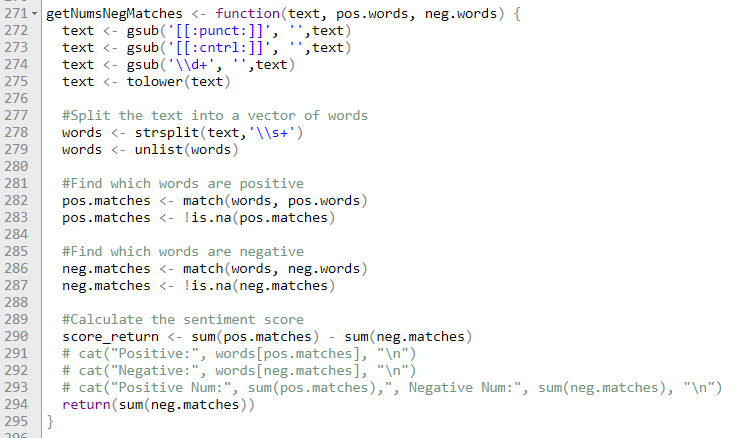 271 getNumsNegMatches <- function(text, pos.words, neg.words) {
272   text <- gsub('[[:punct:]]', '',text)
273   text <- gsub('[[:cntrl:]]', '',text)
274   text <- gsub('\\d+', '',text)
275   text <- tolower(text)
276
277   #Split the text into a vector of words
278   words <- strsplit(text,'\\s+')
279   words <- unlist(words)
280
281   #Find which words are positive
282   pos.matches <- match(words, pos.words)
283   pos.matches <- !is.na(pos.matches)
284
285   #Find which words are negative
286   neg.matches <- match(words, neg.words)
287   neg.matches <- !is.na(neg.matches)
288
289   #Calculate the sentiment score
290   score_return <- sum(pos.matches) - sum(neg.matches)
291   # cat("Positive:", words[pos.matches], "\n")
292   # cat("Negative:", words[neg.matches], "\n")
293   # cat("Positive Num:", sum(pos.matches),", Negative Num:", sum(neg.matches), "\n")
294   return(sum(neg.matches))
295 }